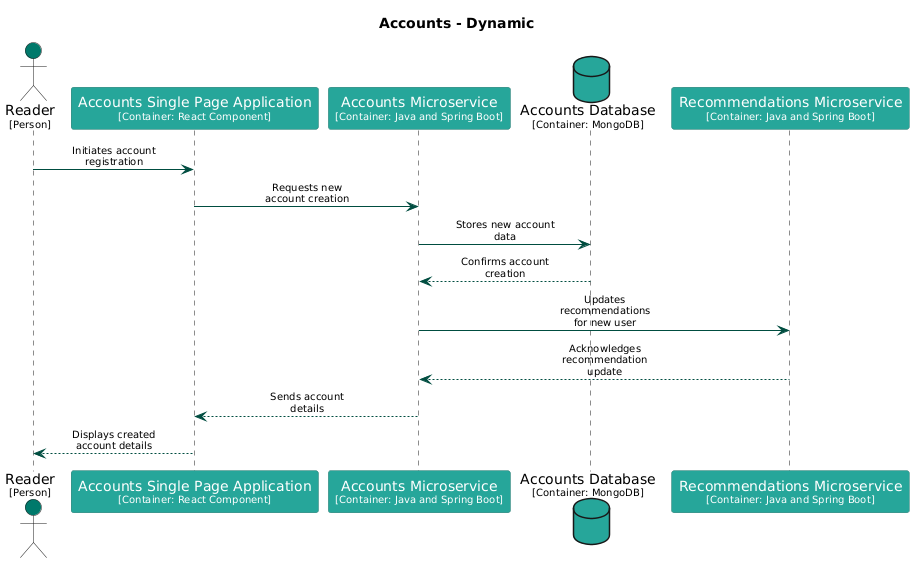 Accounts - Dynamic
Reader
[Person]
Accounts Single Page Application
[Container: React Component]
Accounts Microservice
[Container: Java and Spring Boot]
Accounts Database
[Container: MongoDB]
Recommendations Microservice
[Container: Java and Spring Boot]
Initiates account
registration
Requests new
account creation
Stores new account
data
Confirms account
creation
Updates
recommendations
for new user
Acknowledges
recommendation
update
Sends account
details
Displays created
account details
Reader
[Person]
Accounts Single Page Application
[Container: React Component]
Accounts Microservice
[Container: Java and Spring Boot]
Accounts Database
[Container: MongoDB]
Recommendations Microservice
[Container: Java and Spring Boot]